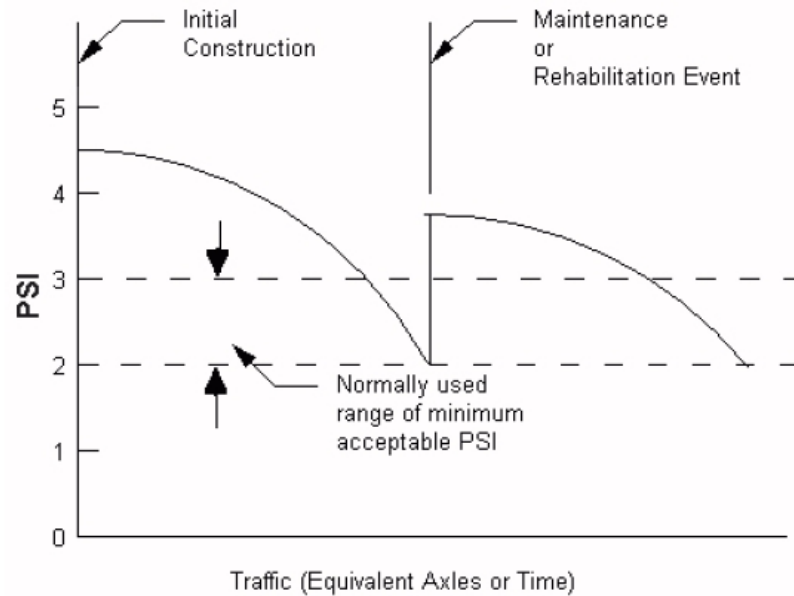 Initial
Construction
Maintenance
or
Rehabilitation Event
5
4
3
2
1
0
PSI
Normally used
range of minimum
acceptable PSI
Traffic (Equivalent Axles or Time)